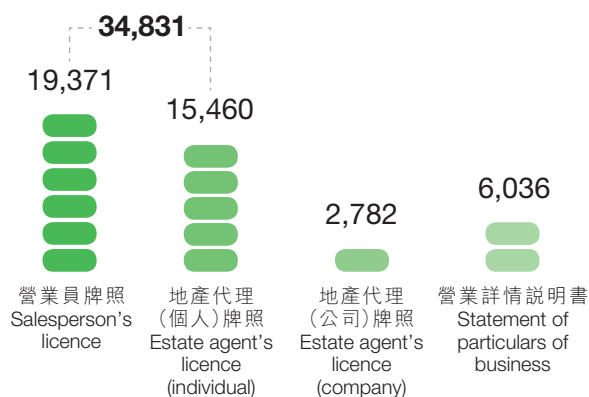 34,831
19,371
15,460
2,782
6,036
營業員牌照
Salesperson's
licence
地產代理
(個人)牌照
Estate agent's
licence
(individual)
地產代理
(公司)牌照
Estate agent's
licence
(company)
營業詳情説明書
Statement of
particulars of
business